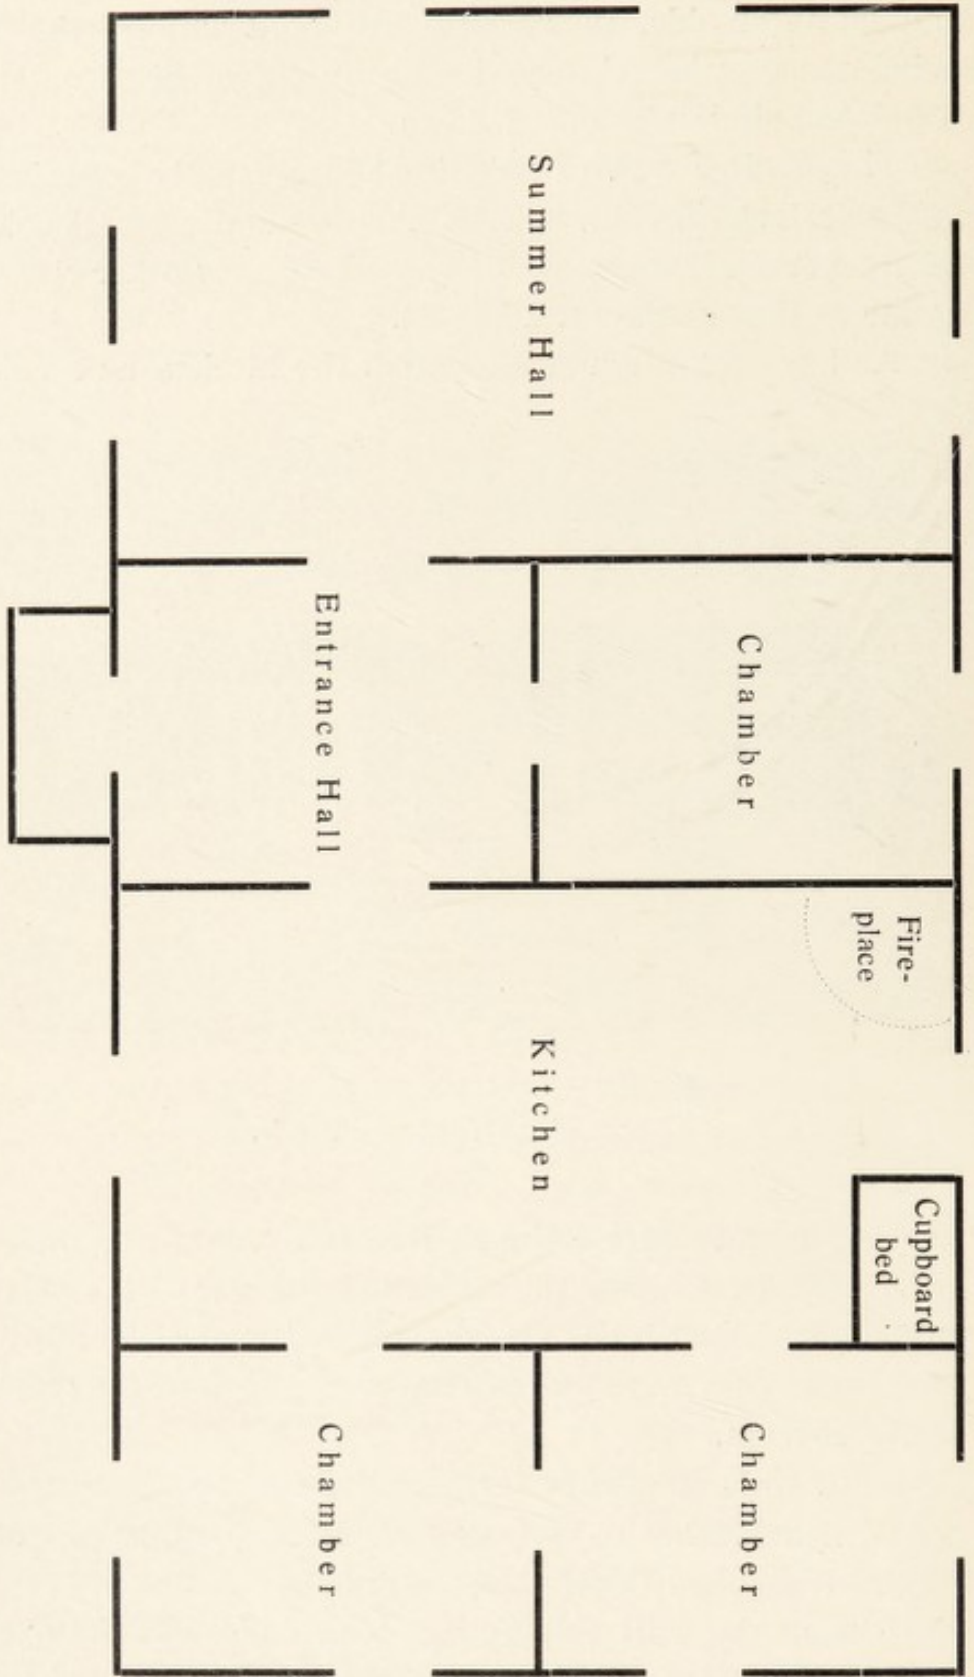 Summer Hall
Chamber
Entrance Hall
Fire-
place
Kitchen
Cupboard
bed
Chamber
Chamber